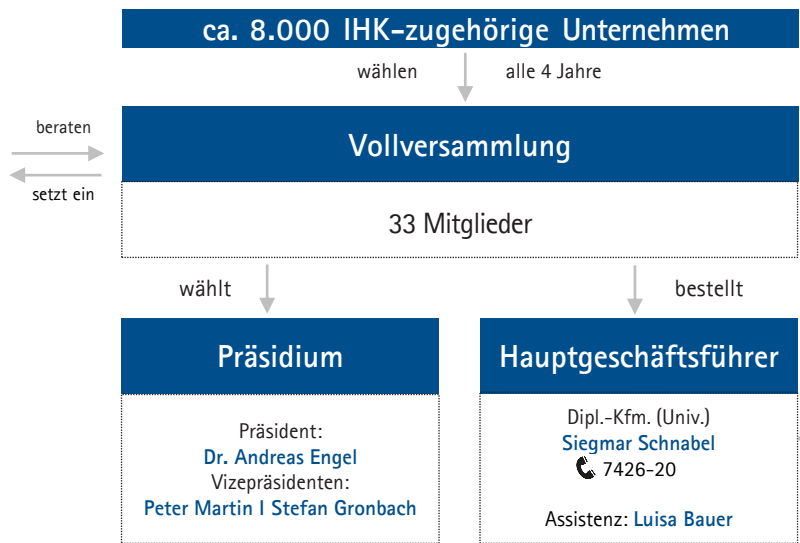 ca. 8.000 IHK-zugehörige Unternehmen
wählen alle 4 Jahre
beraten
setzt ein
Vollversammlung
33 Mitglieder
wählt
bestellt
Präsidium
Präsident:
Dr. Andreas Engel
Vizepräsidenten:
Peter Martin I Stefan Gronbach
Hauptgeschäftsführer
Dipl.-Kfm. (Univ.)
Siegmar Schnabel
7426-20
Assistenz: Luisa Bauer